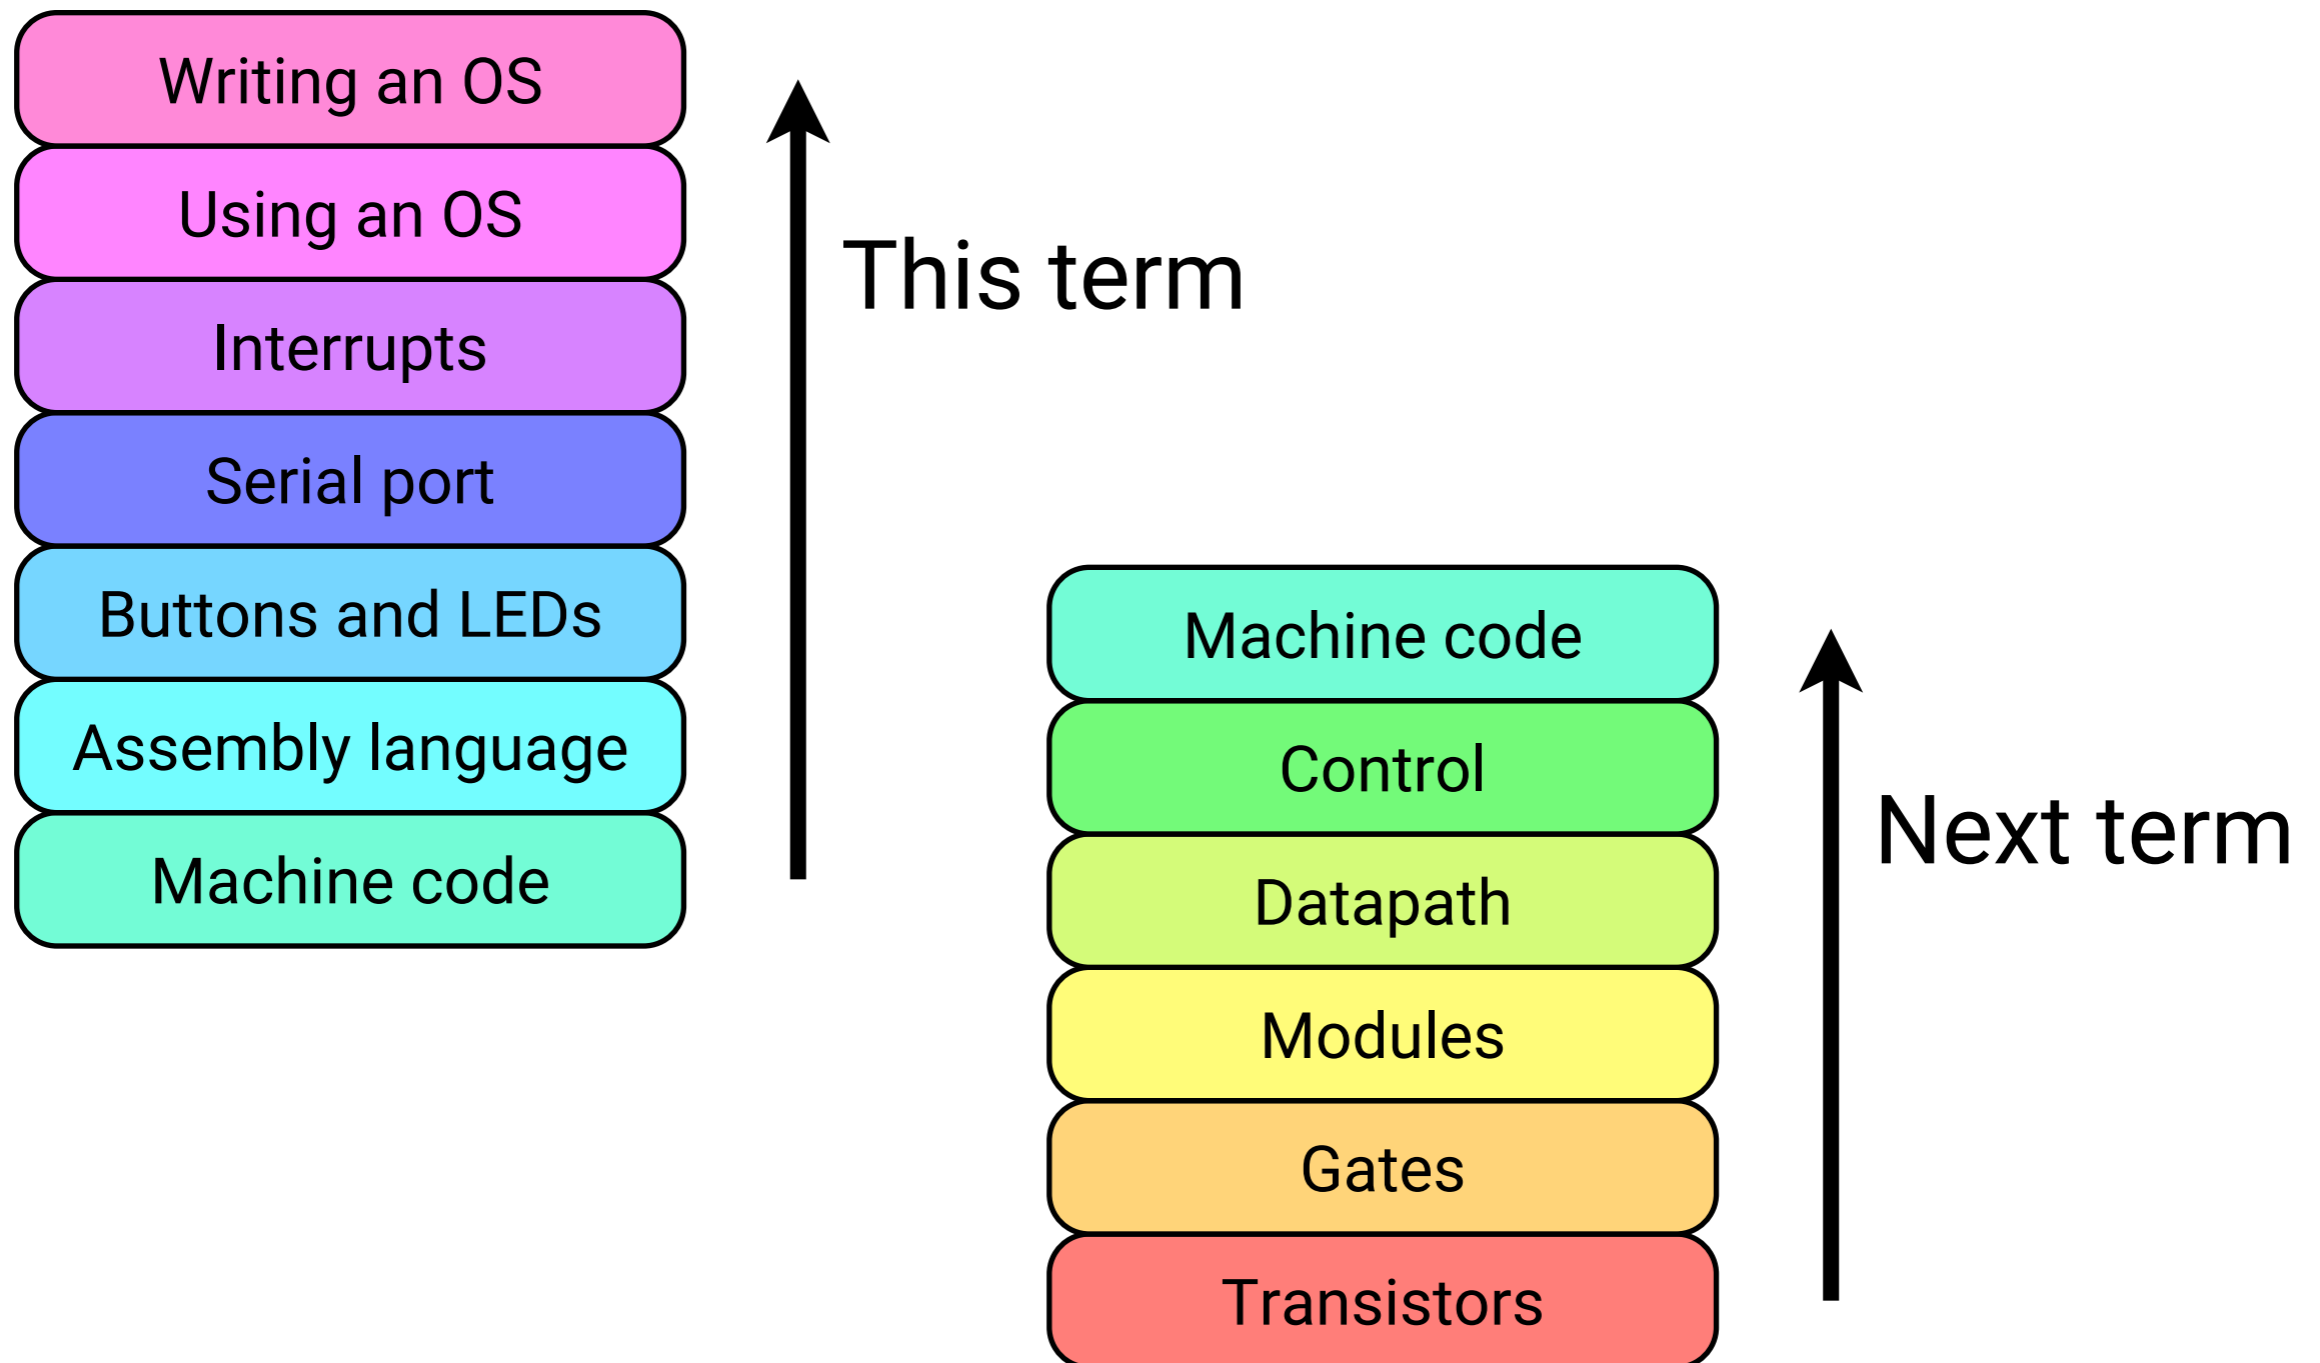 Writing an OS
Using an OS
Interrupts
Serial port
Buttons and LEDs
Assembly language
Machine code
This term
Machine code
Control
Datapath
Modules
Gates
Transistors
Next term